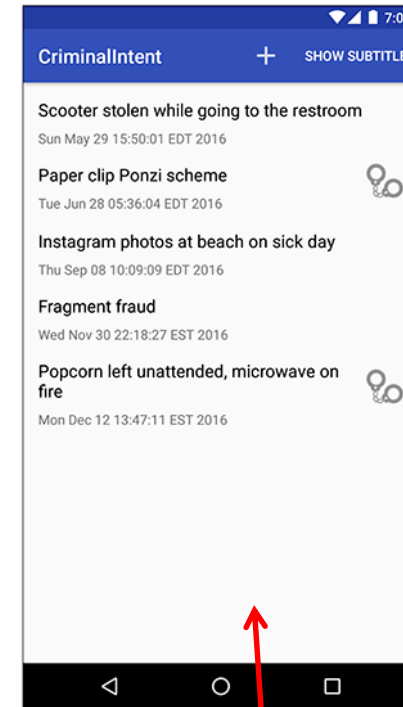 7:0
CriminalIntent + SHOW SUBTITLE
Scooter stolen while going to the restroom
Sun May 29 15:50:01 EDT 2016
Paper clip Ponzi scheme
Tue Jun 28 05:36:04 EDT 2016
Instagram photos at beach on sick day
Thu Sep 08 10:09:09 EDT 2016
Fragment fraud
Wed Nov 30 22:18:27 EST 2016
Popcorn left unattended, microwave on
fire
Mon Dec 12 13:47:11 EST 2016